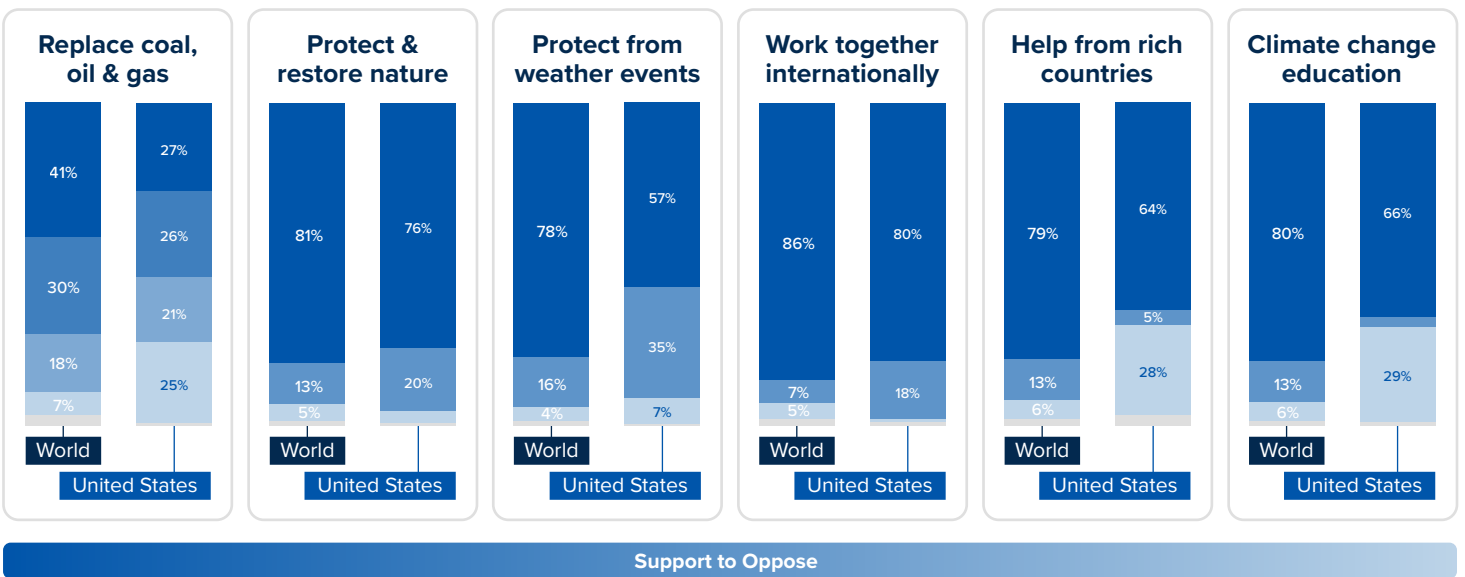 Replace coal,
oil & gas
41%
30%
18%
7%
27%
26%
21%
25%
World
United States
Protect &
restore nature
81%
13%
5%
76%
20%
World
United States
Protect from
weather events
78%
16%
4%
57%
35%
7%
World
United States
Work together
internationally
86%
7%
5%
80%
18%
World
United States
Help from rich
countries
79%
13%
6%
64%
5%
28%
World
United States
Climate change
education
80%
13%
6%
66%
29%
World
United States
Support to Oppose